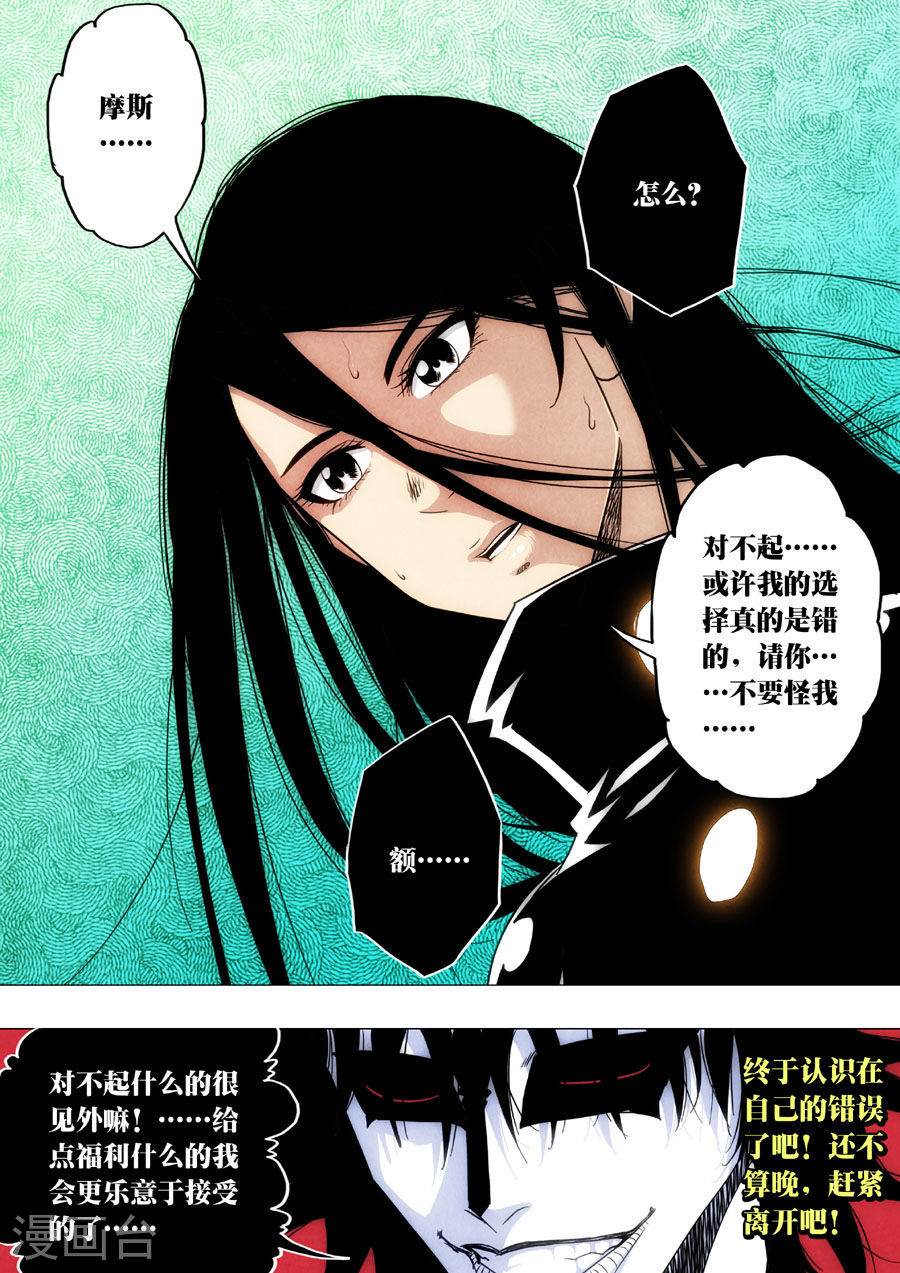 摩斯
……
怎么？
对不起……
或许我的选
择真的是错
的，请你…
…不要怪我
……
额……
对不起什么的很
见外嘛！……给
点福利什么的我
会更乐意于接受
的了……
终于认识在
自己的错误
了吧！还不
算晚，赶紧
离开吧！
漫画台